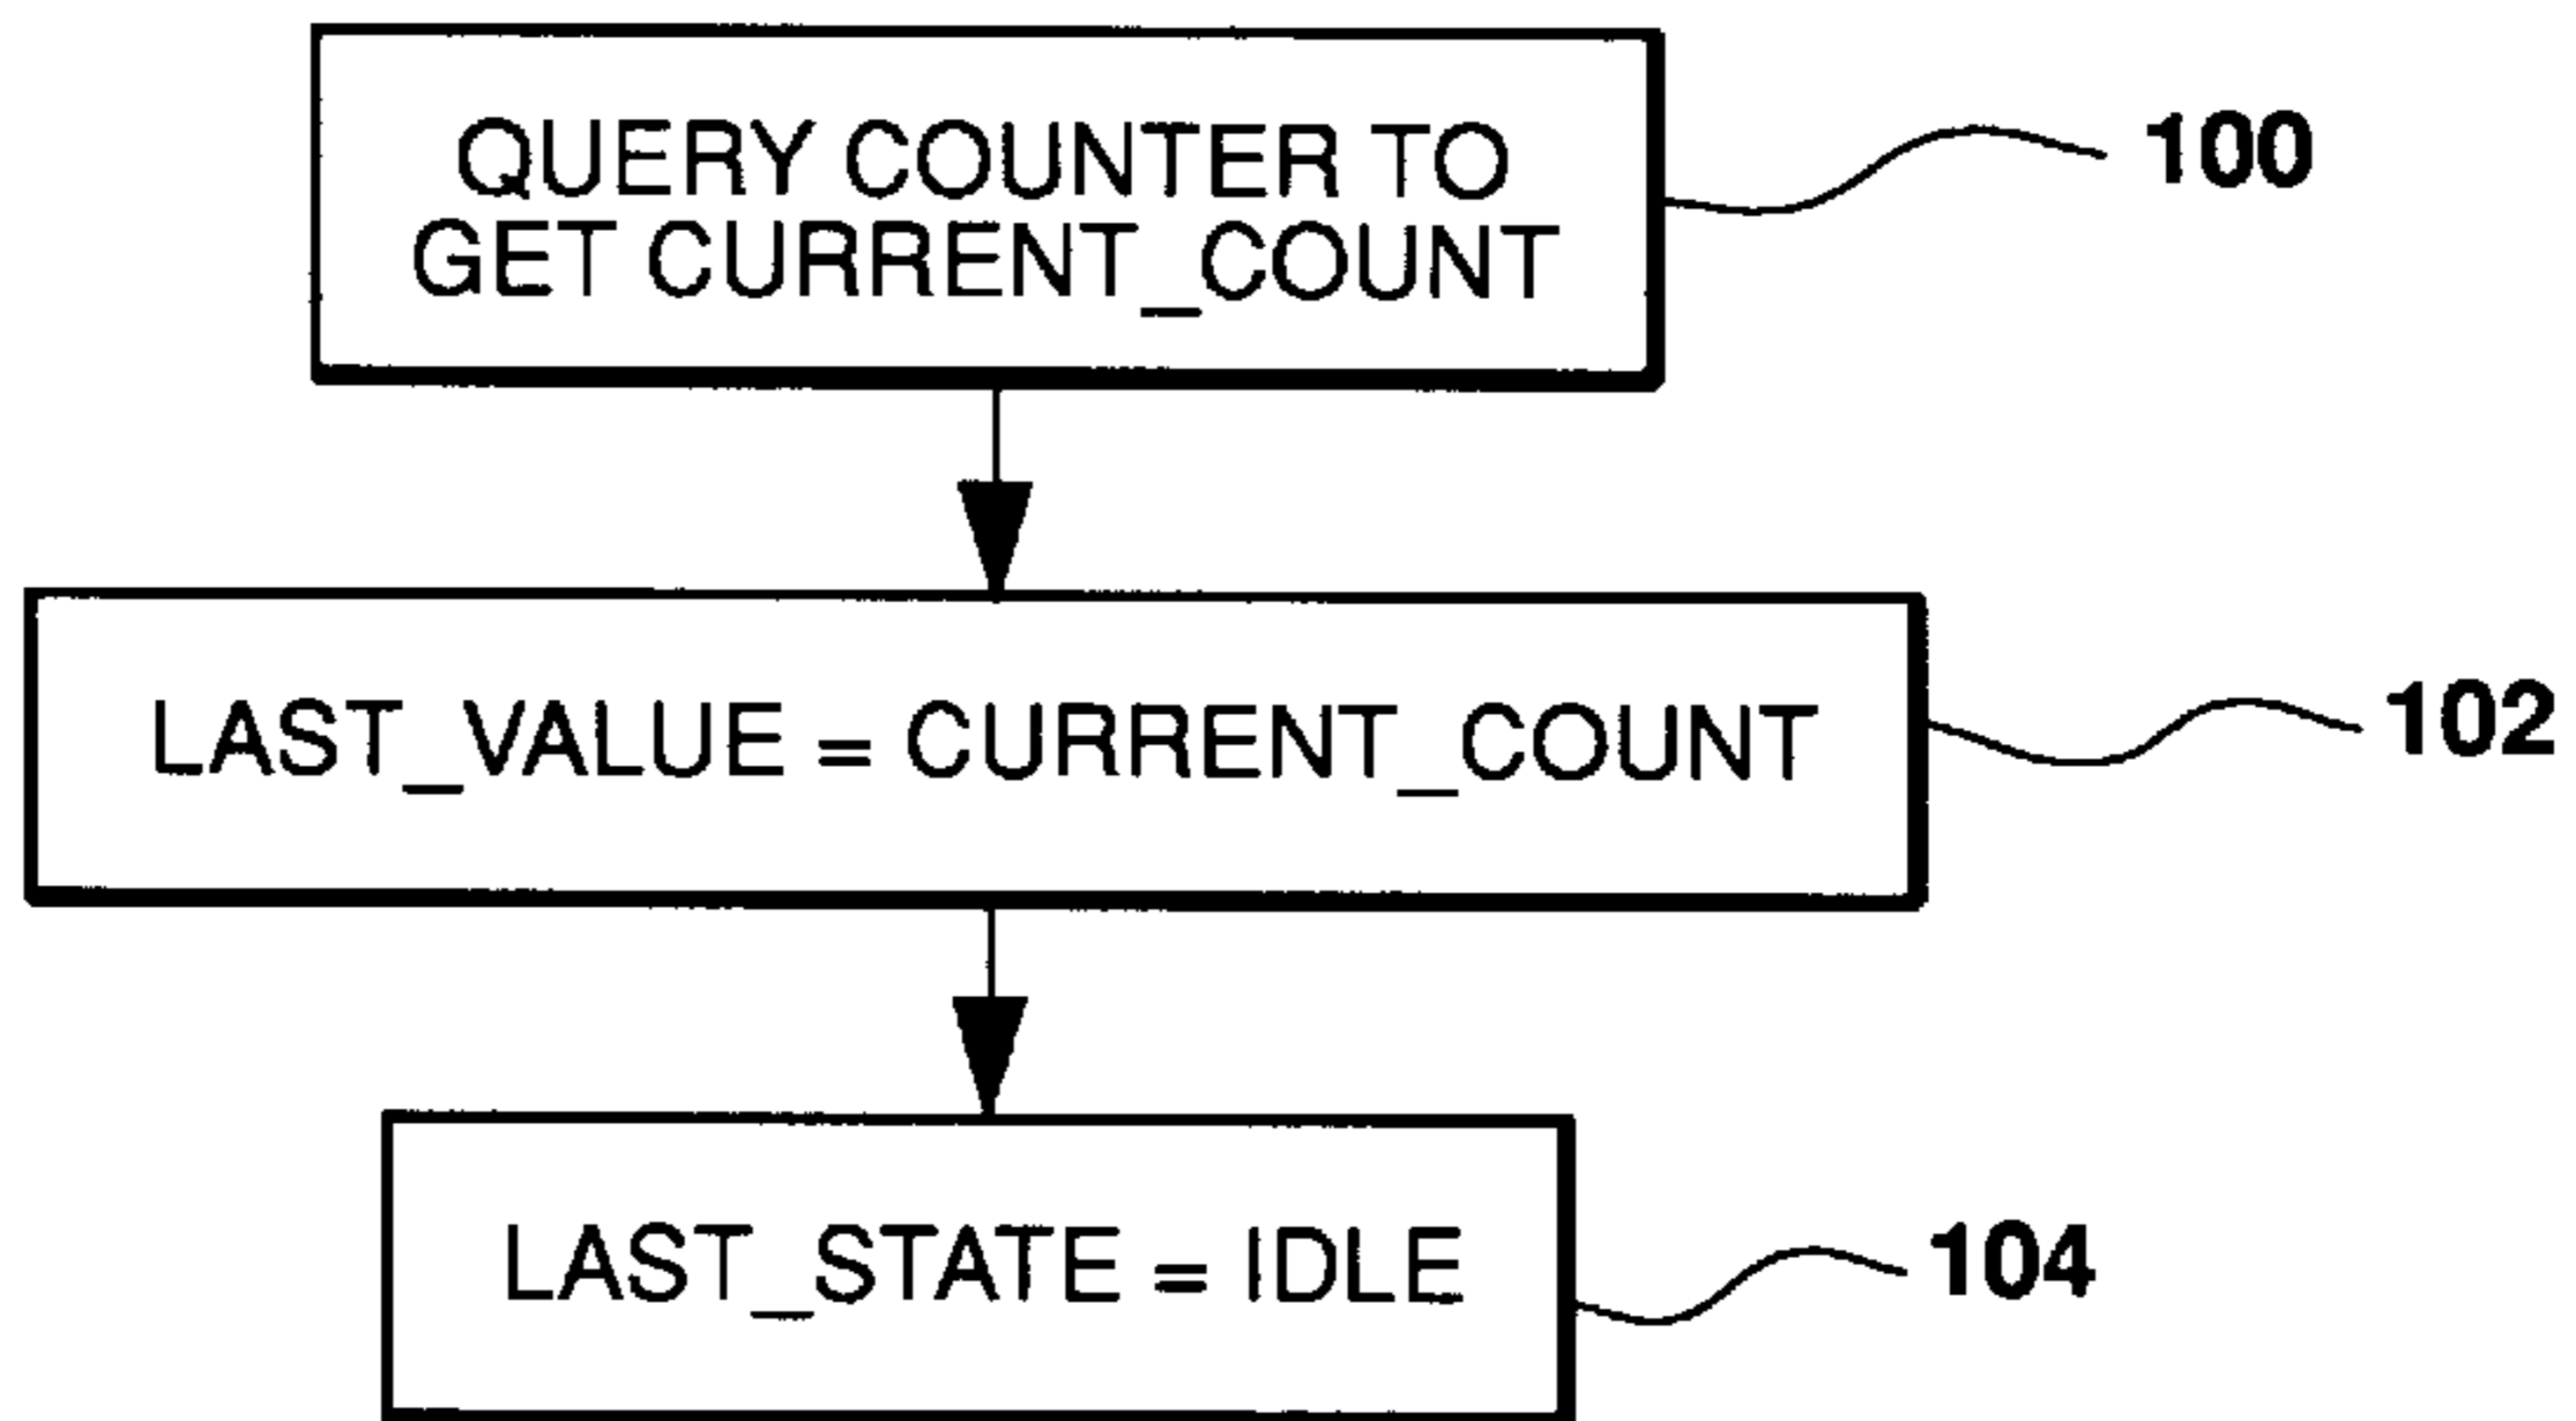 QUERY COUNTER TO
GET CURRENT_COUNT
100
LAST_VALUE = CURRENT_COUNT
102
LAST_STATE = IDLE
104